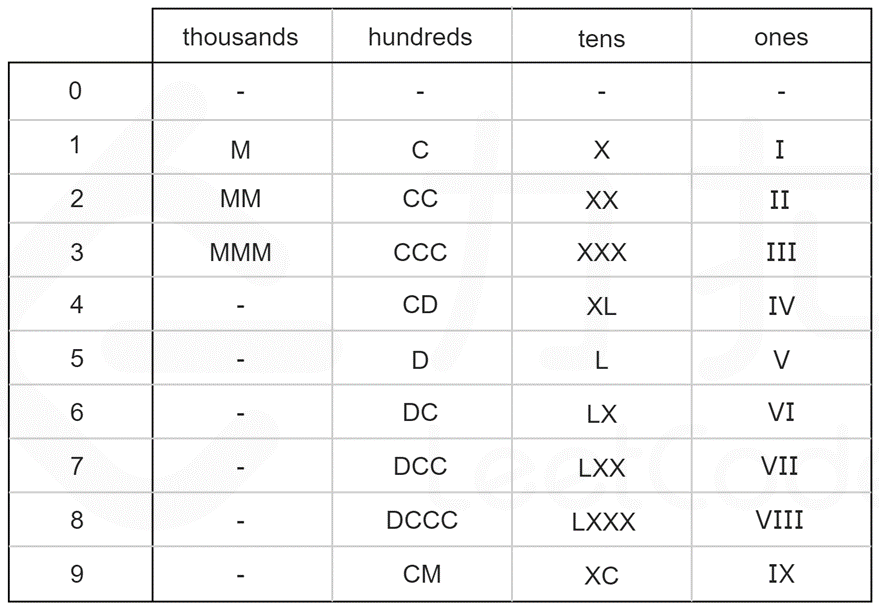 thousands hundreds tens ones
0 - - - -
1 M C X I
2 MM CC XX II
3 MMM CCC XXX III
4 - CD XL IV
5 - D L V
6 - DC LX VI
7 - DCC LXX VII
8 - DCCC LXXX VIII
9 - CM XC IX
力扣
LeetCode